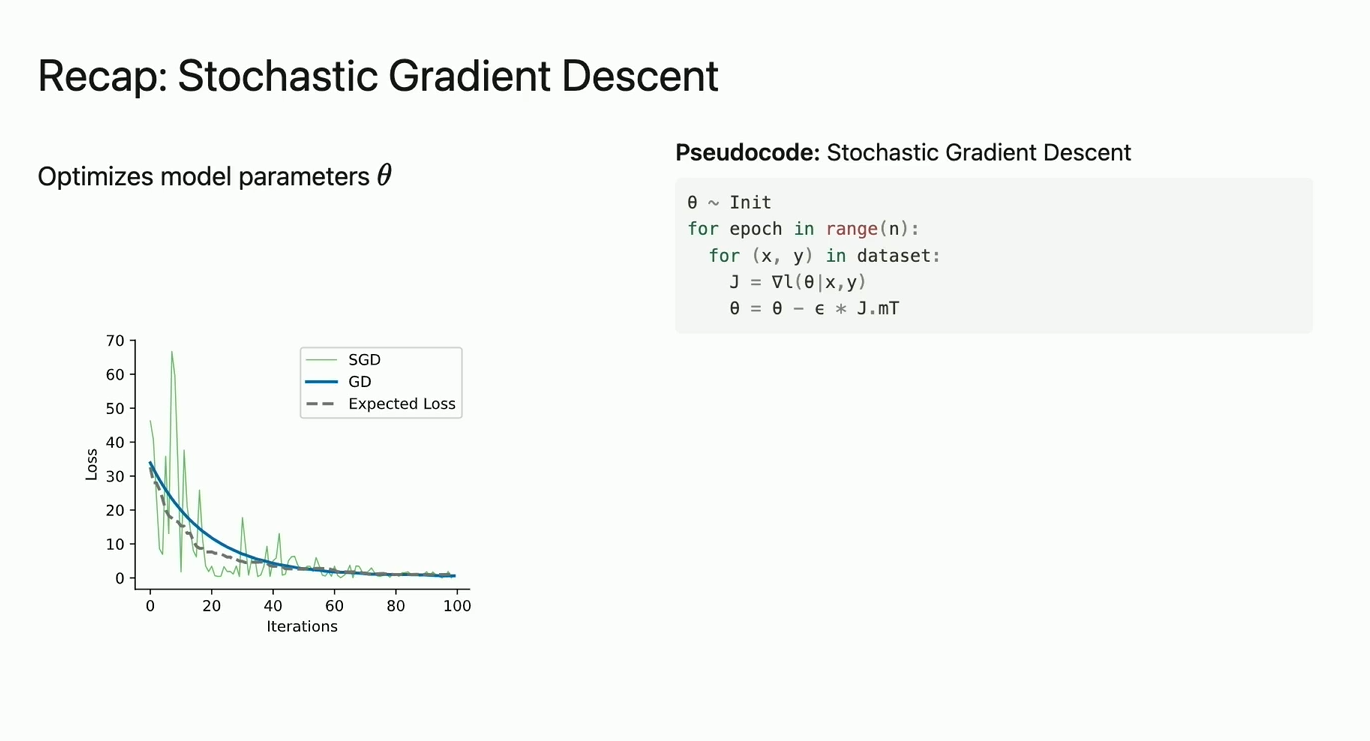 Recap: Stochastic Gradient Descent
Optimizes model parameters θ
Pseudocode: Stochastic Gradient Descent
θ ~ Init
for epoch in range(n):
  for (x, y) in dataset:
    J = ∇l(θ|x,y)
    θ = θ − ϵ * J.mT
70
60
50
40
30
20
10
0
Loss
SGD
GD
Expected Loss
0 20 40 60 80 100
Iterations